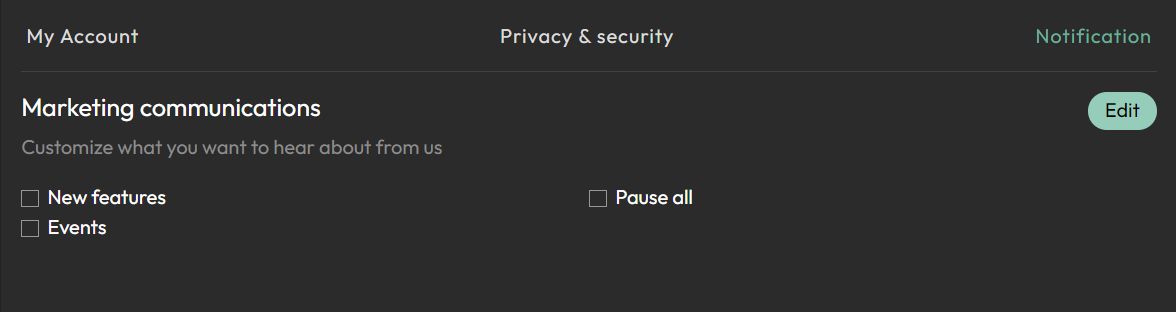 My Account Privacy & security Notification
Marketing communications Edit
Customize what you want to hear about from us
New features Pause all
Events